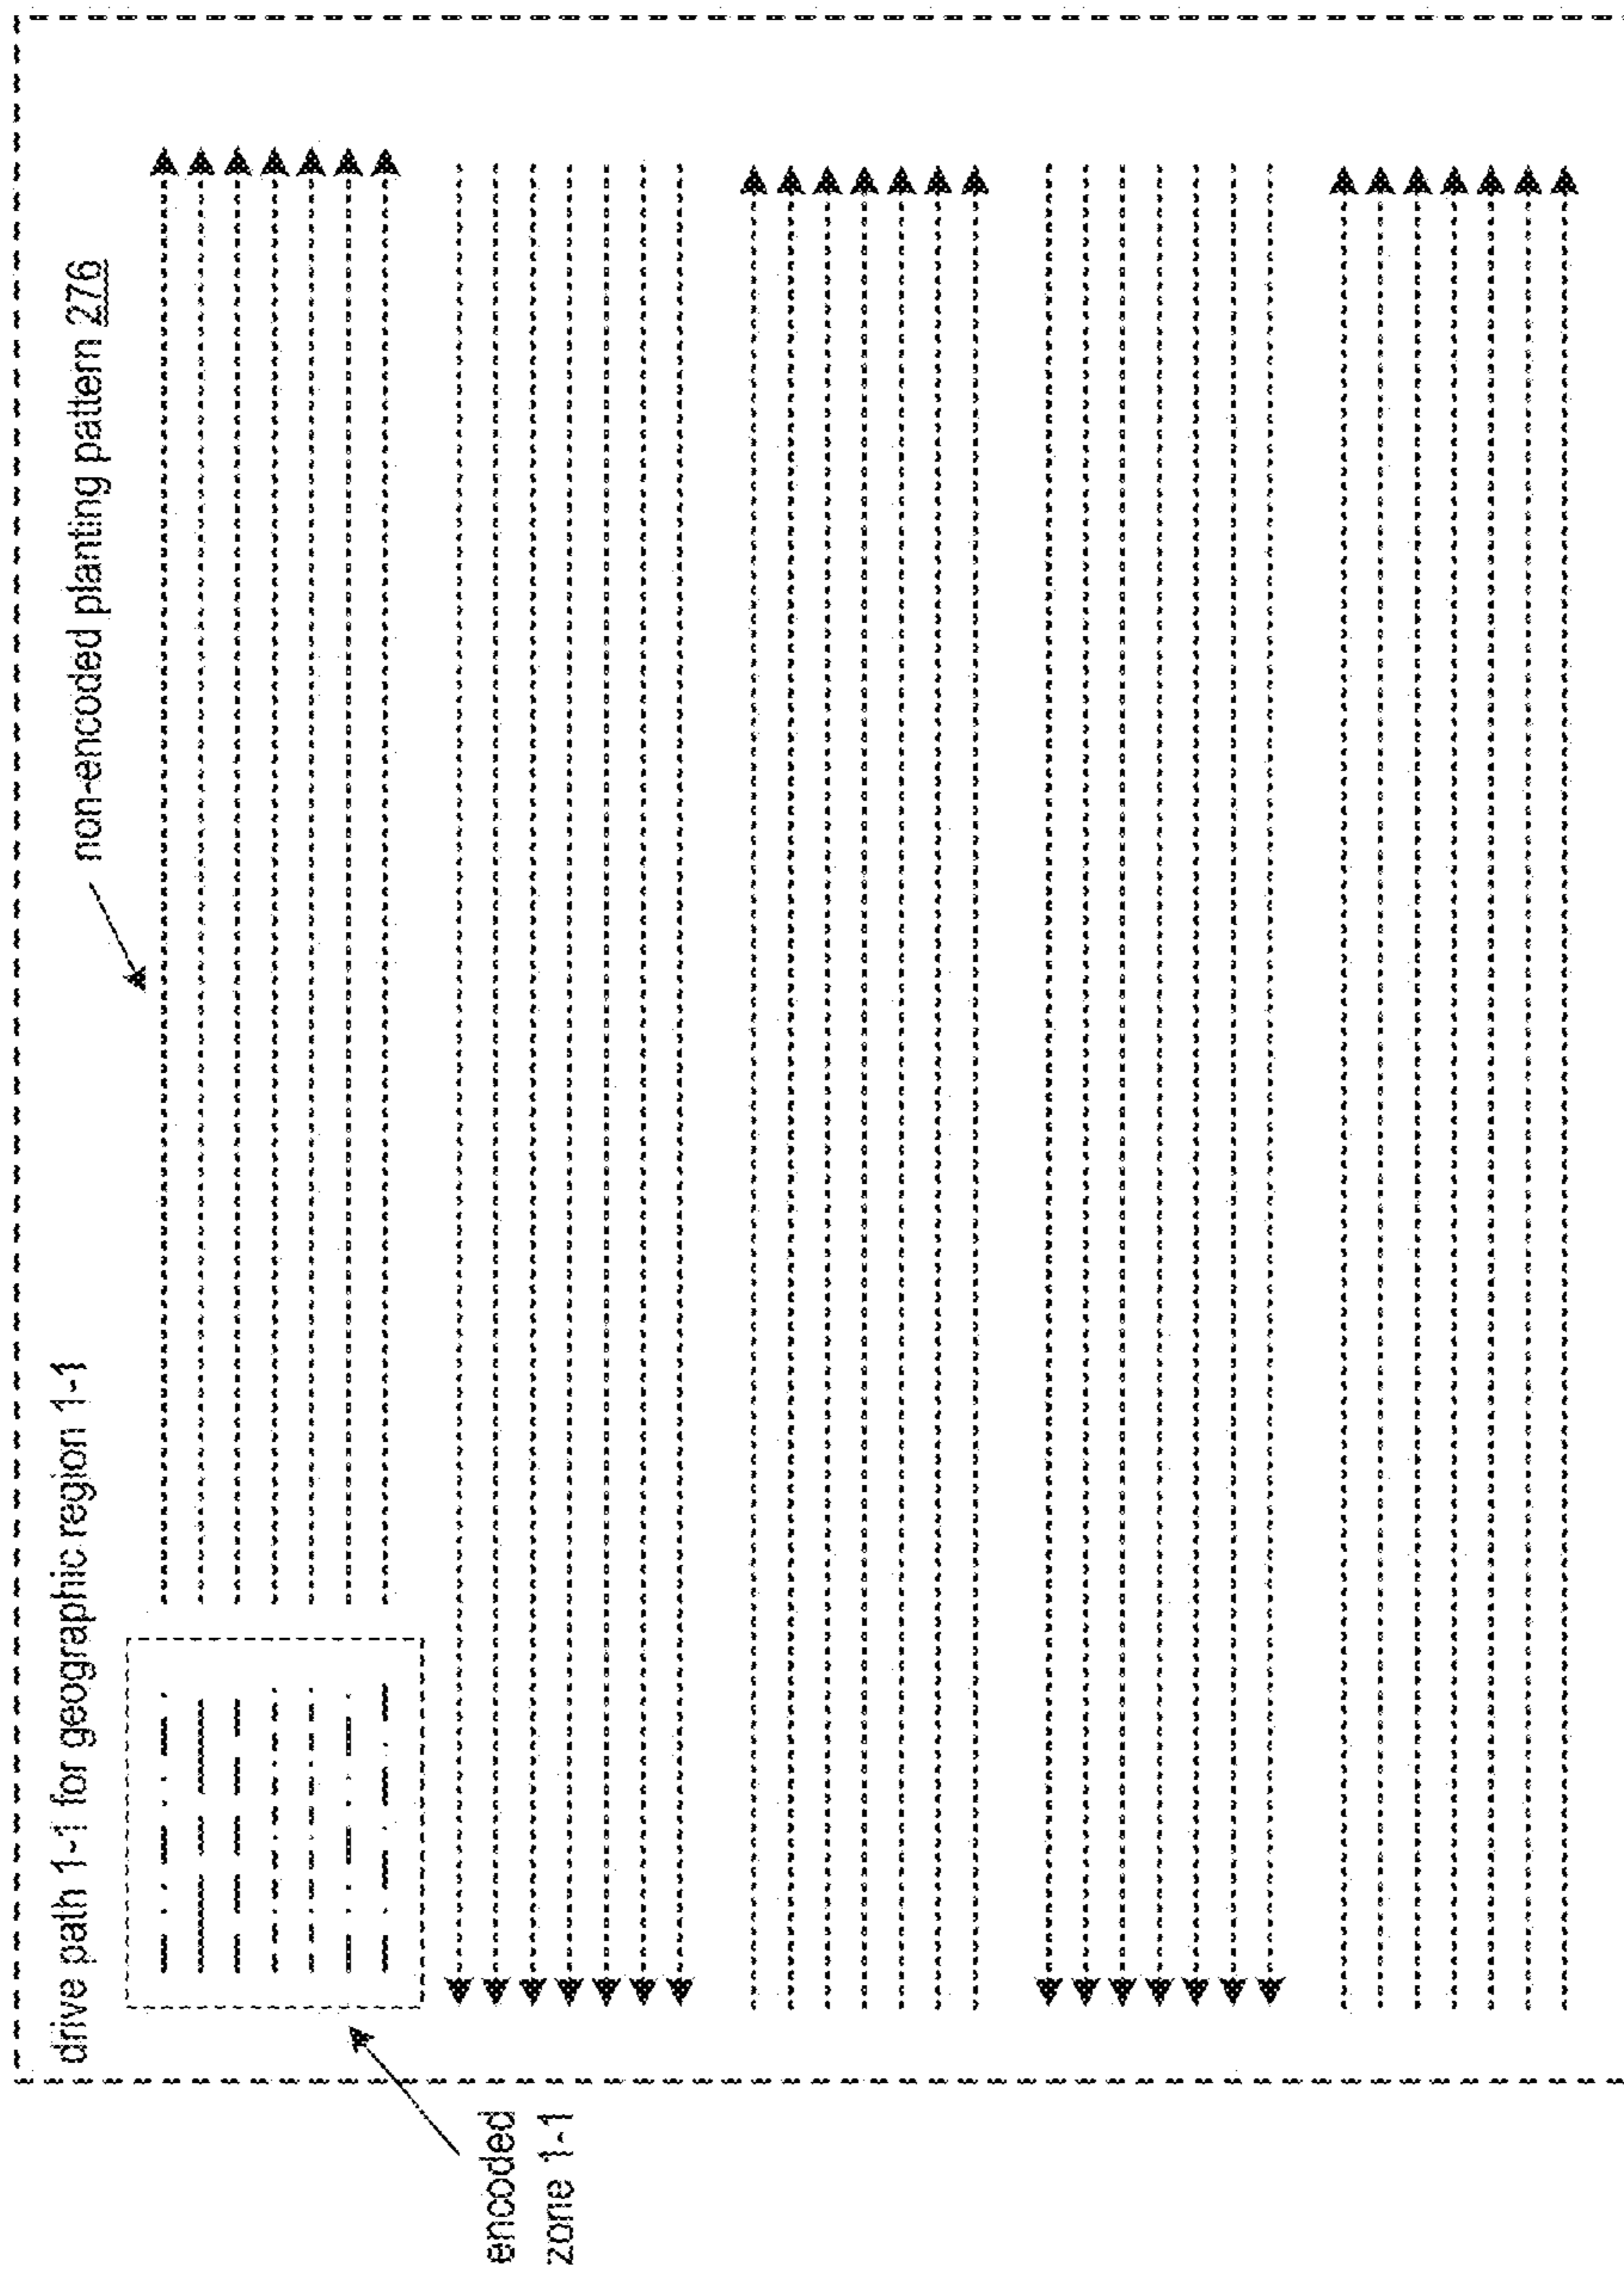 drive path 1-1 for geographic region 1-1
non-encoded planting pattern 276
encoded
zone 1-1